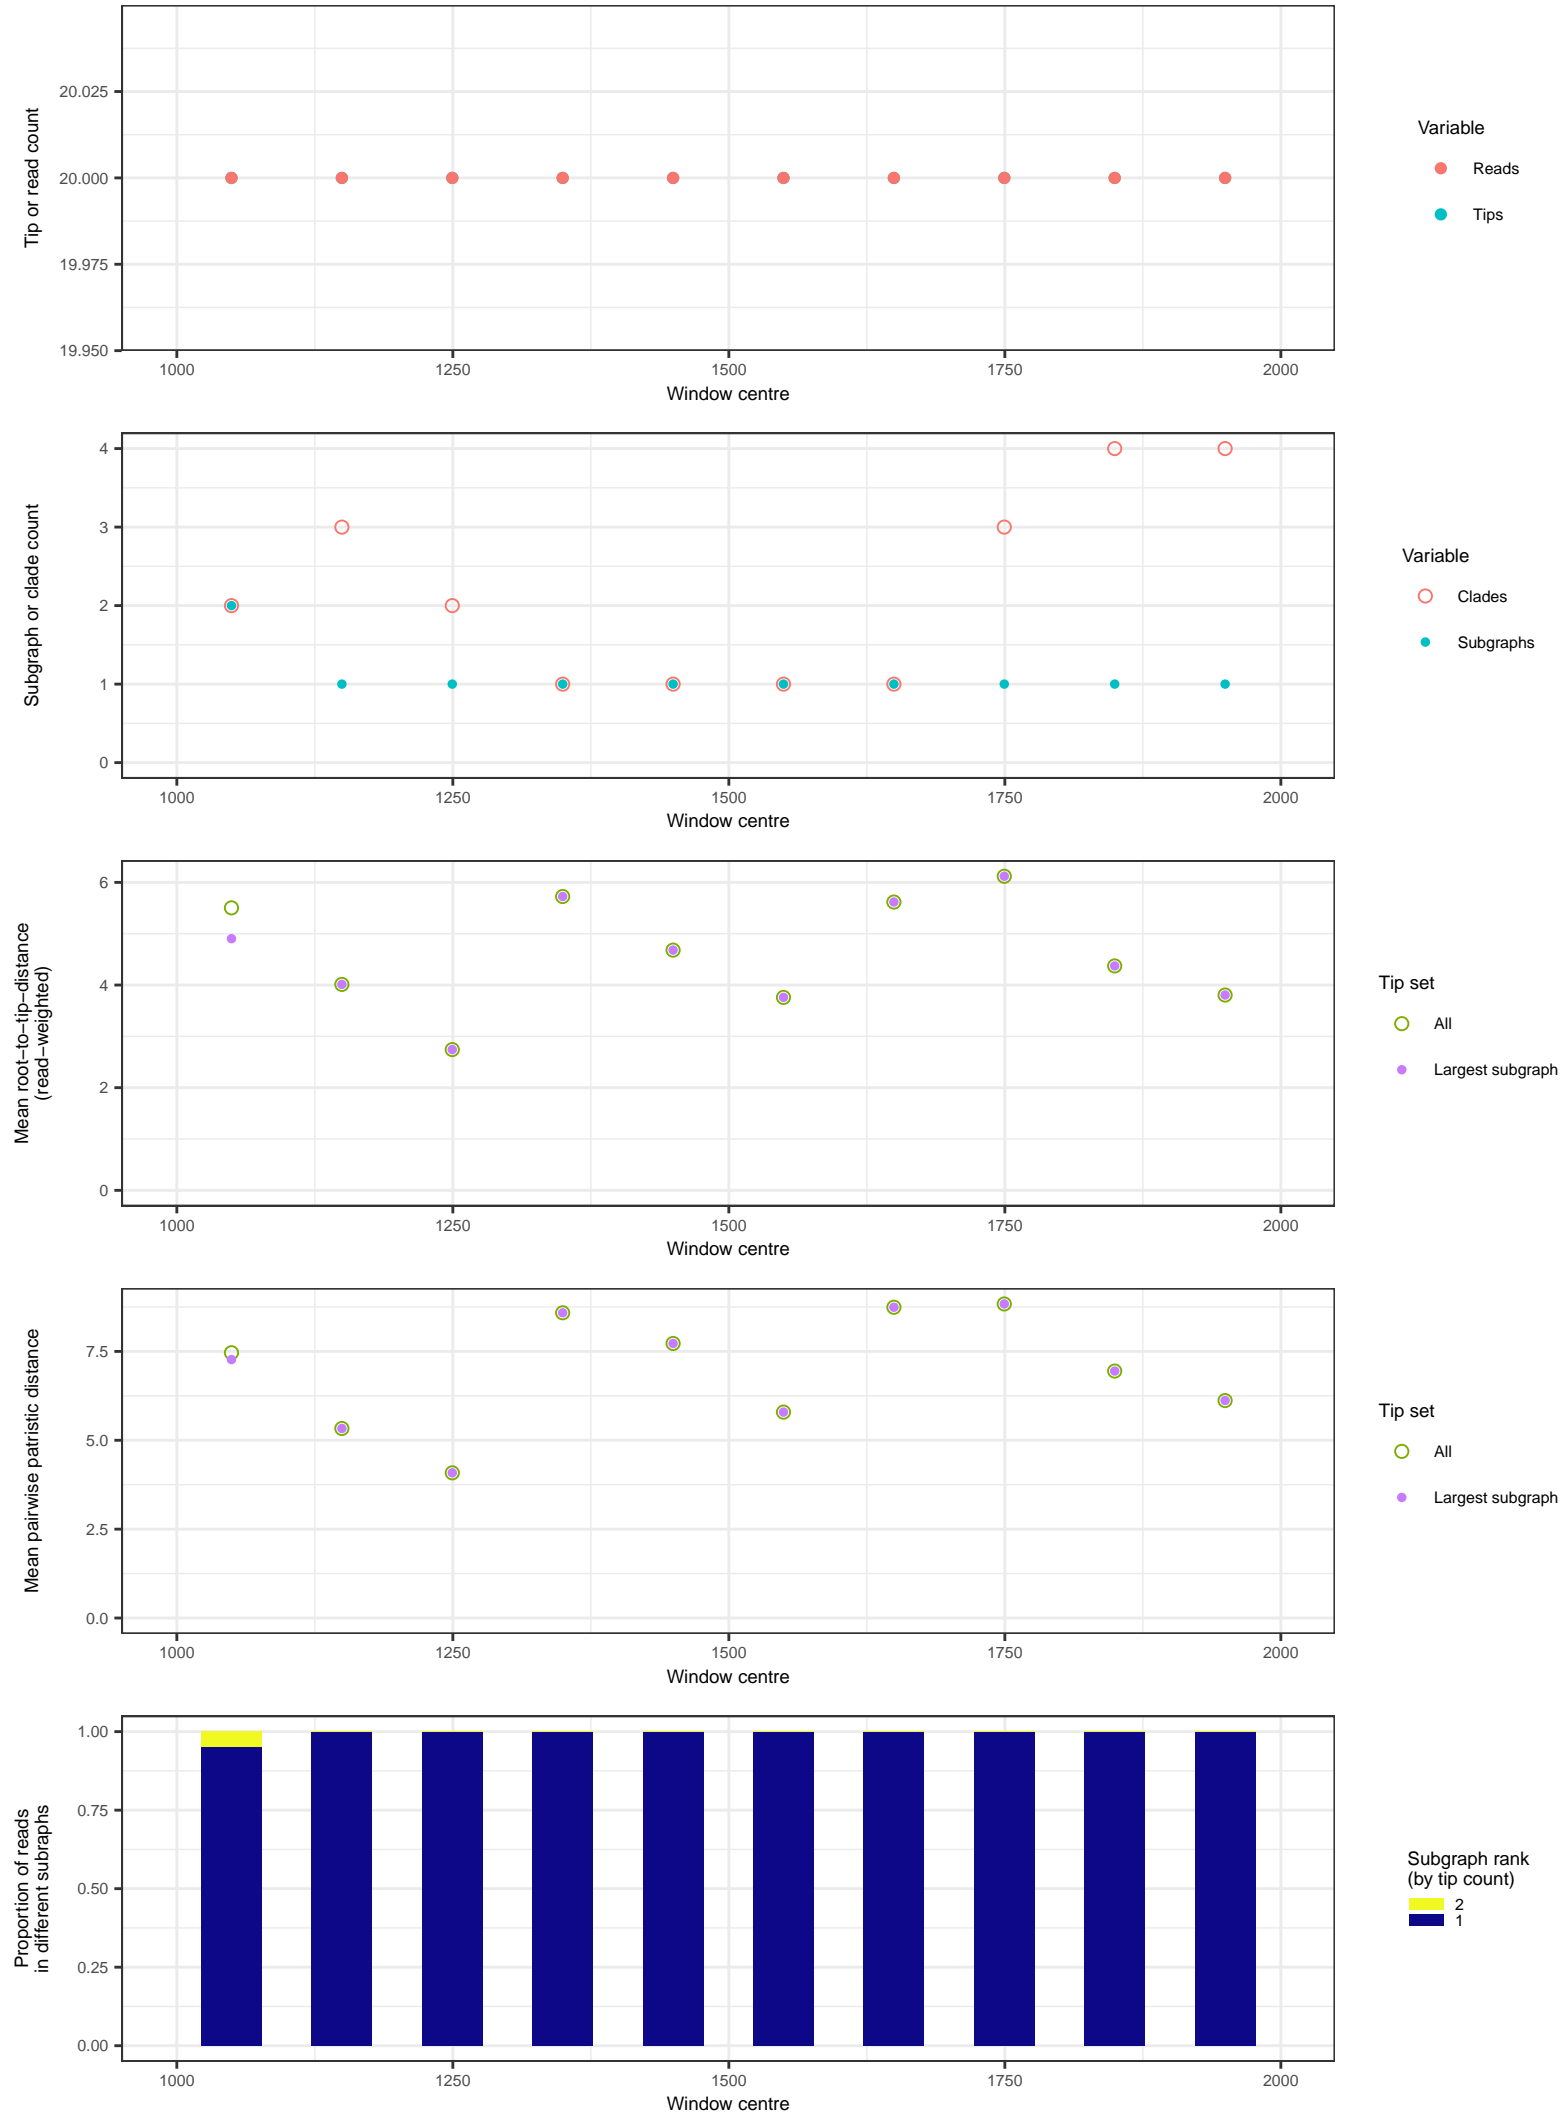 20.025
20.000
19.975
19.950
Tip or read count
1000 1250 1500 1750 2000
Window centre
Variable
Reads
Tips
4
3
2
1
0
Subgraph or clade count
1000 1250 1500 1750 2000
Window centre
Variable
Clades
Subgraphs
6
4
2
0
Mean root−to−tip−distance
(read−weighted)
1000 1250 1500 1750 2000
Window centre
Tip set
All
Largest subgraph
7.5
5.0
2.5
0.0
Mean pairwise patristic distance
1000 1250 1500 1750 2000
Window centre
Tip set
All
Largest subgraph
1.00
0.75
0.50
0.25
0.00
Proportion of reads
in different subraphs
1000 1250 1500 1750 2000
Window centre
Subgraph rank
(by tip count)
2
1